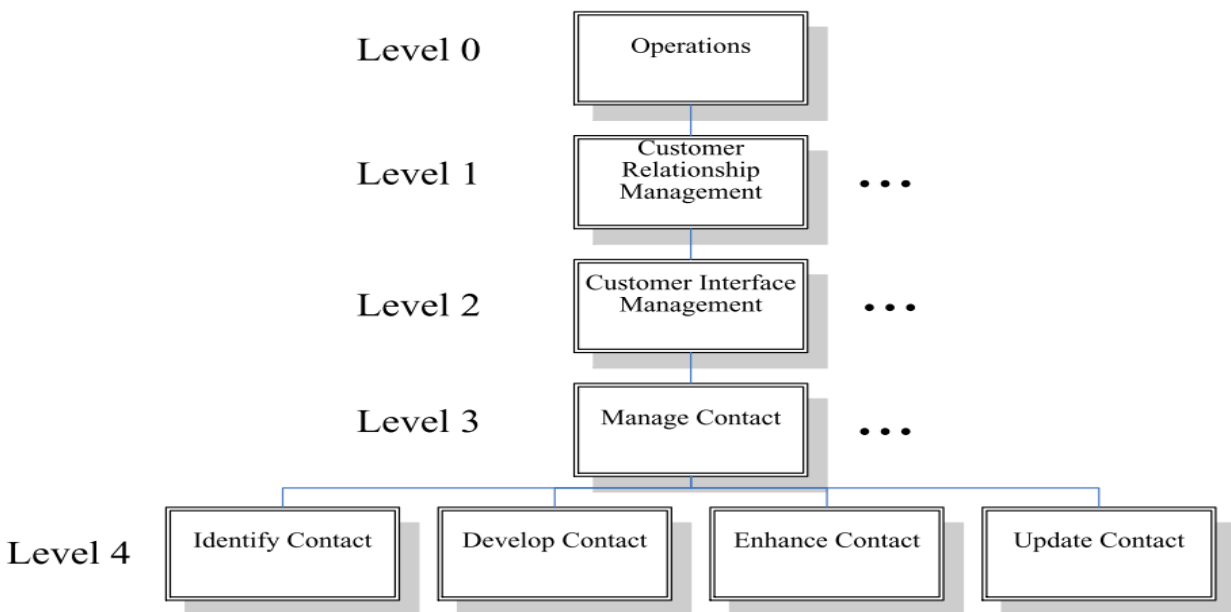 Level 0
Operations
Level 1
Customer
Relationship
Management
...
Level 2
Customer Interface
Management
...
Level 3
Manage Contact
...
Level 4
Identify Contact
Develop Contact
Enhance Contact
Update Contact